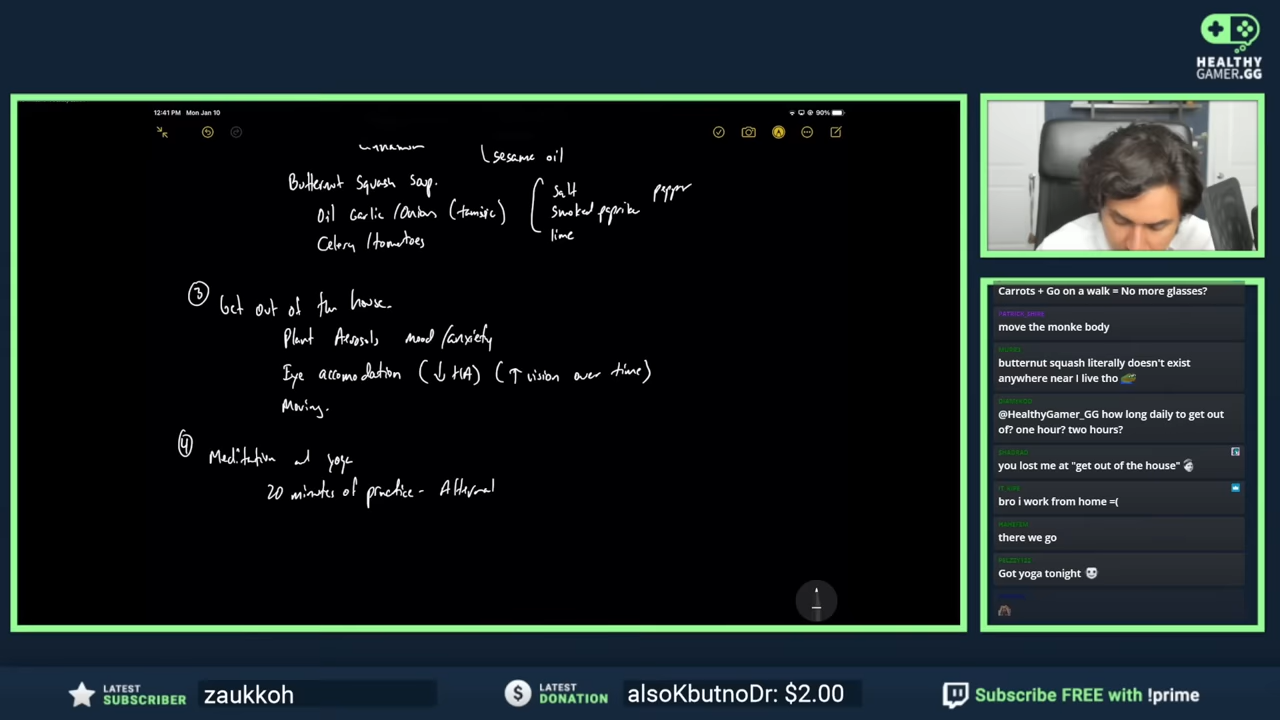 HEALTHY
GAMER.GG
12:41 PM Mon Jan 10
90%
sesame oil
Butternut Squash Soup.
Oil Garlic /Onion (
Celery /tomatoes
salt
smoked paprika
lime
pepper
③ Get out of the house.
Plant Aerosols mood /anxiety
Eye accomodation (↓ HA) (↑ vision over time)
Moving.
④ Meditation and yoga
20 minutes of practice - Alternat
Carrots + Go on a walk = No more glasses?
move the monke body
butternut squash literally doesn't exist
anywhere near I live tho
@HealthyGamer_GG how long daily to get out
of? one hour? two hours?
you lost me at "get out of the house"
bro i work from home =(
there we go
Got yoga tonight
LATEST
SUBSCRIBER
zaukkoh
$
LATEST
DONATION
alsoKbutnoDr: $2.00
Subscribe FREE with !prime